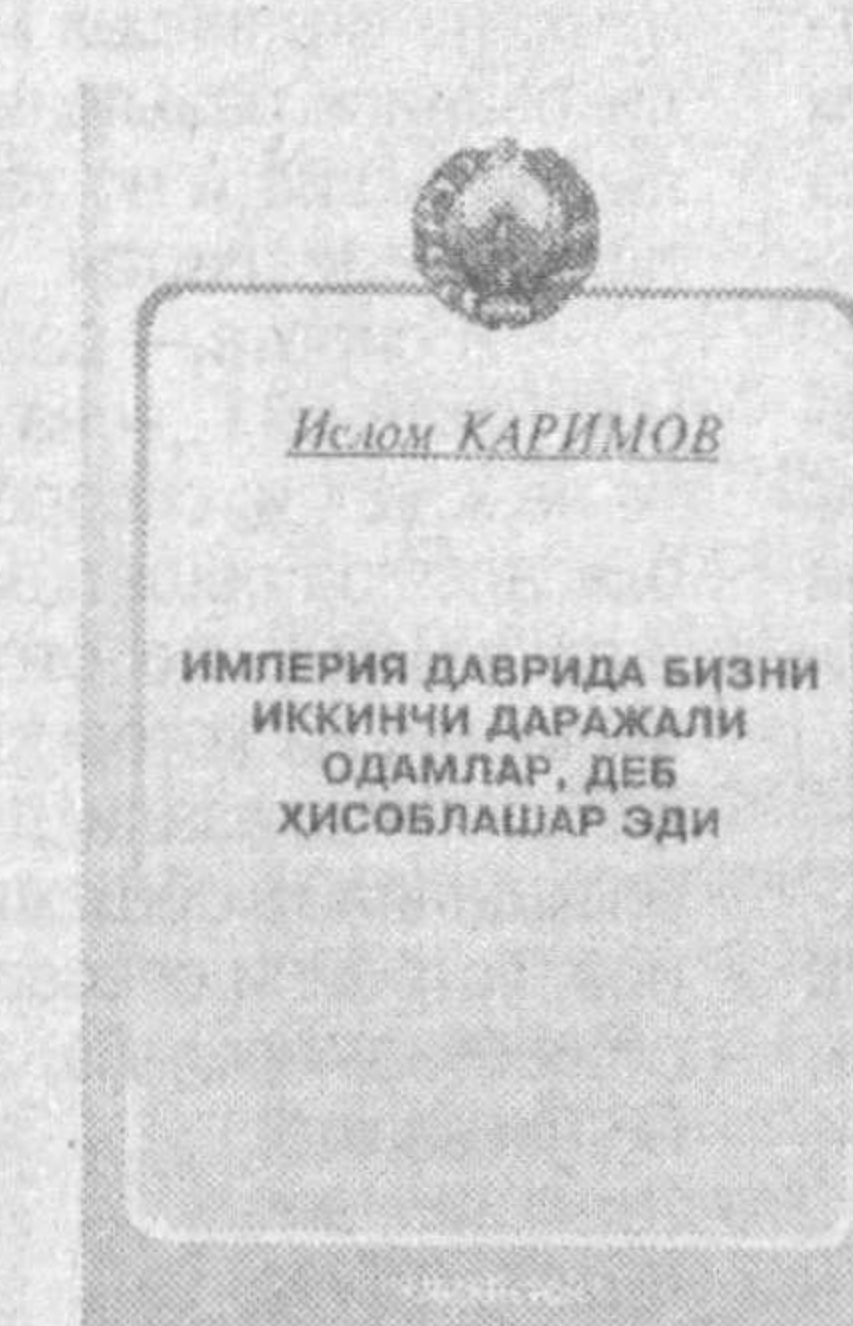 Ислом КАРИМОВ
ИМПЕРИЯ ДАВРИДА БИЗНИ
ИККИНЧИ ДАРАЖАЛИ
ОДАМЛАР, ДЕБ
ҲИСОБЛАШАР ЭДИ